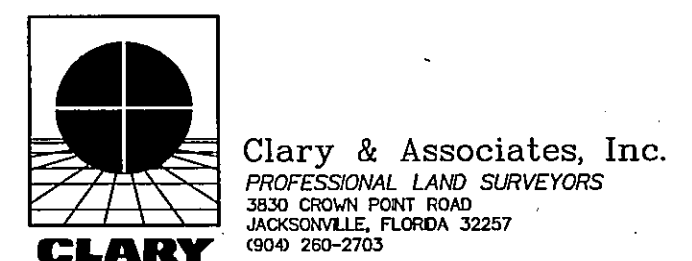 Clary & Associates, Inc.
PROFESSIONAL LAND SURVEYORS
3830 CROWN POINT ROAD
JACKSONVILLE, FLORIDA 32257
(904) 260-2703
CLARY